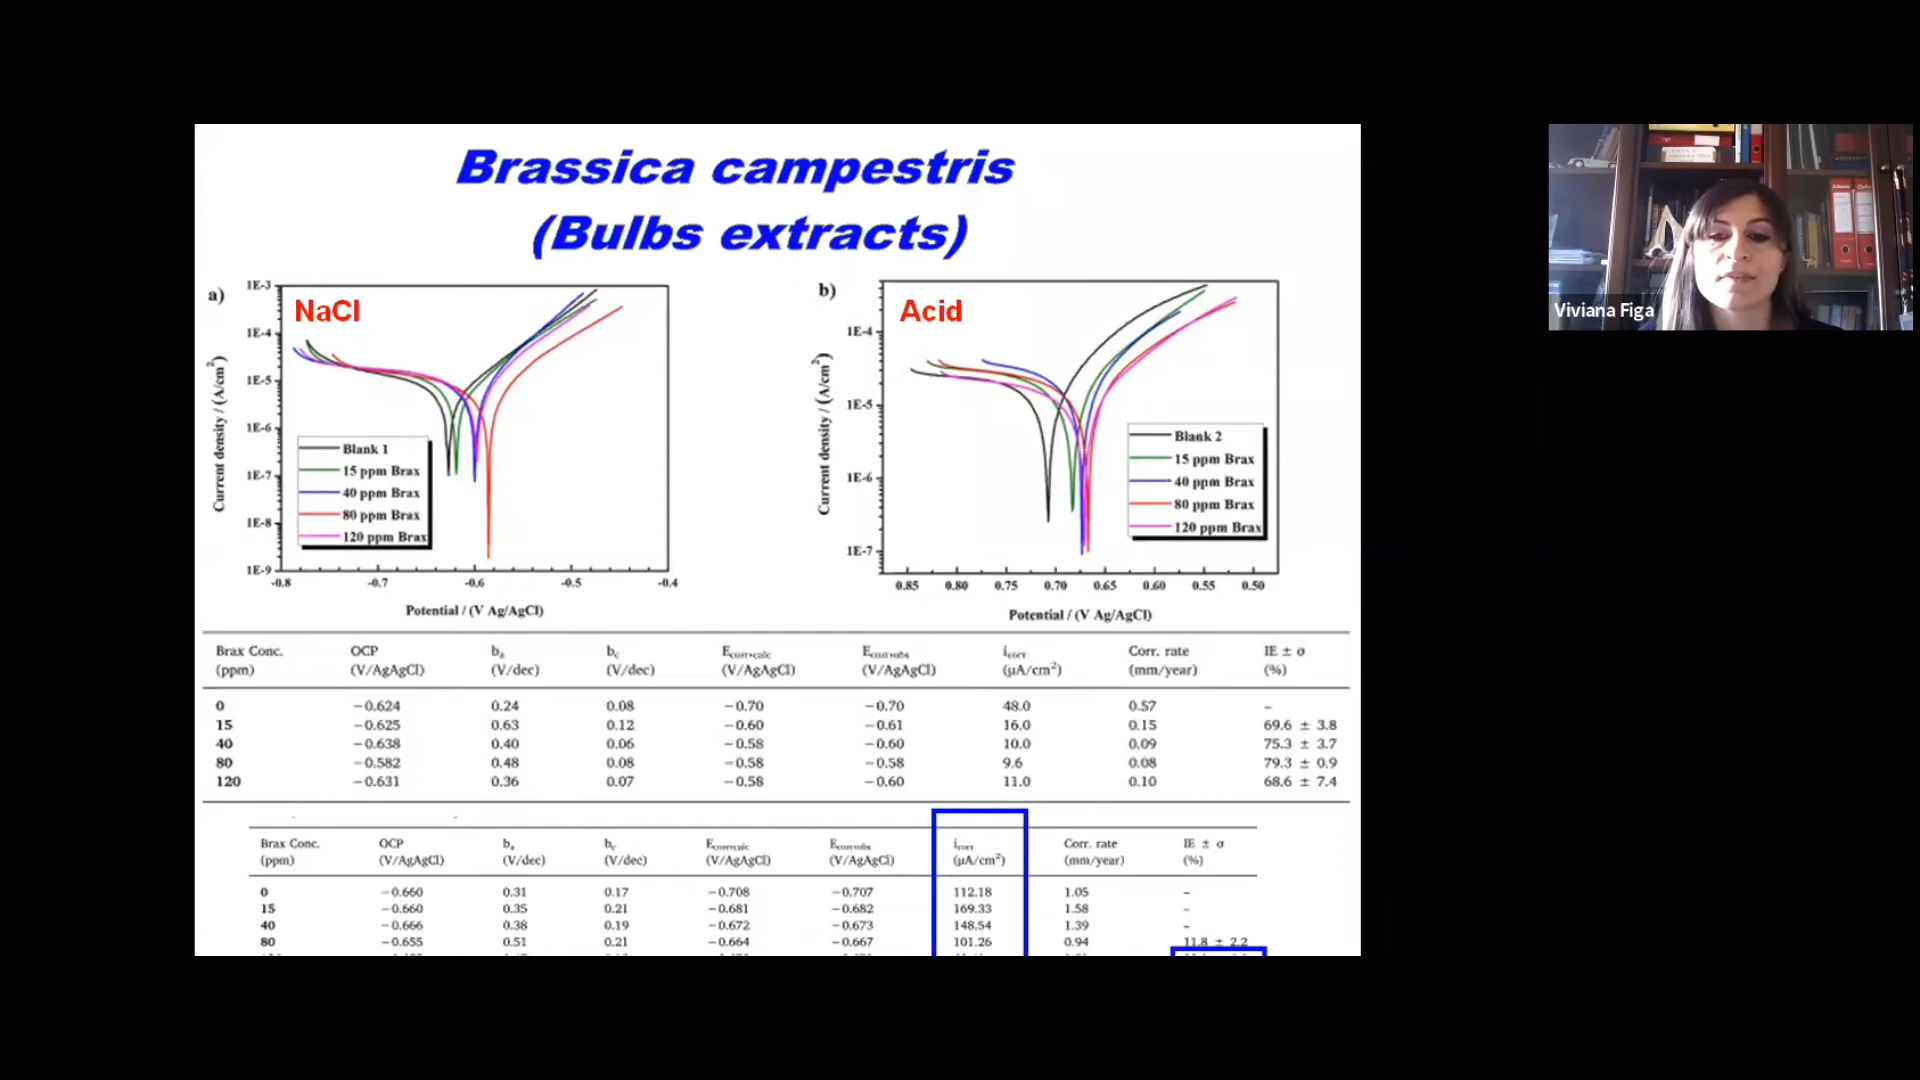 Brassica campestris
(Bulbs extracts)
a)
NaCl
1E-3
1E-4
1E-5
1E-6
1E-7
1E-8
1E-9
Current density / (A/cm²)
Blank 1
15 ppm Brax
40 ppm Brax
80 ppm Brax
120 ppm Brax
-0.8 -0.7 -0.6 -0.5 -0.4
Potential / (V Ag/AgCl)
b)
Acid
1E-4
1E-5
1E-6
1E-7
Current density / (A/cm²)
Blank 2
15 ppm Brax
40 ppm Brax
80 ppm Brax
120 ppm Brax
0.85 0.80 0.75 0.70 0.65 0.60 0.55 0.50
Potential / (V Ag/AgCl)
Viviana Figa
Brax Conc. OCP bₐ b꜀ Ecorr•calc Ecorr•obs icorr Corr. rate IE ± σ
(ppm) (V/AgAgCl) (V/dec) (V/dec) (V/AgAgCl) (V/AgAgCl) (µA/cm²) (mm/year) (%)
0 −0.624 0.24 0.08 −0.70 −0.70 48.0 0.57 –
15 −0.625 0.63 0.12 −0.60 −0.61 16.0 0.15 69.6 ± 3.8
40 −0.638 0.40 0.06 −0.58 −0.60 10.0 0.09 75.3 ± 3.7
80 −0.582 0.48 0.08 −0.58 −0.58 9.6 0.08 79.3 ± 0.9
120 −0.631 0.36 0.07 −0.58 −0.60 11.0 0.10 68.6 ± 7.4
Brax Conc. OCP bₐ b꜀ Ecorr•calc Ecorr•obs icorr Corr. rate IE ± σ
(ppm) (V/AgAgCl) (V/dec) (V/dec) (V/AgAgCl) (V/AgAgCl) (µA/cm²) (mm/year) (%)
0 −0.660 0.31 0.17 −0.708 −0.707 112.18 1.05 –
15 −0.660 0.35 0.21 −0.681 −0.682 169.33 1.58 –
40 −0.666 0.38 0.19 −0.672 −0.673 148.54 1.39 –
80 −0.655 0.51 0.21 −0.664 −0.667 101.26 0.94 11.8 ± 2.2